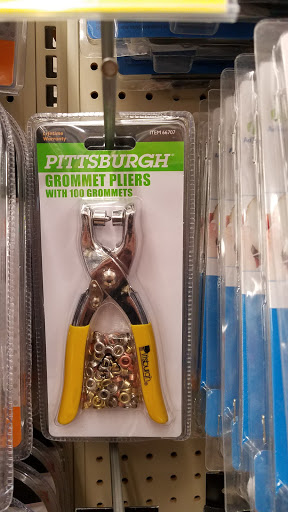 Lifetime
Warranty
ITEM 66707
PITTSBURGH
GROMMET PLIERS
WITH 100 GROMMETS